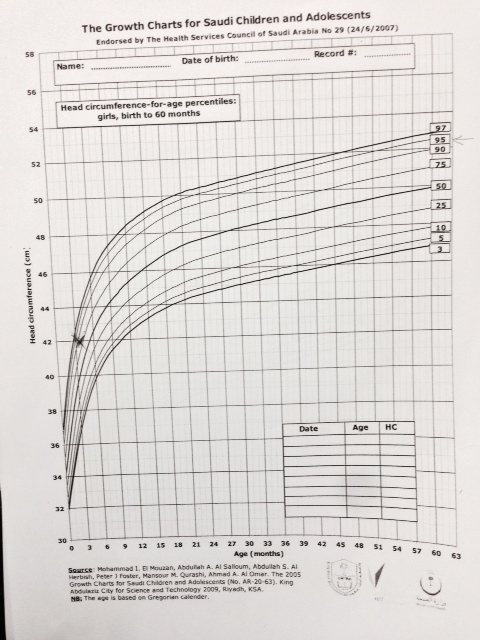 The Growth Charts for Saudi Children and Adolescents
Endorsed by The Health Services Council of Saudi Arabia No 29 (24/6/2007)
Name: Date of birth: Record #:
Head circumference-for-age percentiles:
girls, birth to 60 months
58
56
54
52
50
48
46
44
42
40
38
36
34
32
30
Head circumference (cm)
97
95
90
75
50
25
10
5
3
Date Age HC
0 3 6 9 12 15 18 21 24 27 30 33 36 39 42 45 48 51 54 57 60 63
Age (months)
Source: Mohammad I. El Mouzan, Abdullah A. Al Salloum, Abdullah S. Al
Herbish, Peter J Foster, Mansour M. Qurashi, Ahmad A. Al Omar. The 2005
Growth Charts for Saudi Children and Adolescents (No. AR-20-63). King
Abdulaziz City for Science and Technology 2009, Riyadh, KSA.
NB: The age is based on Gregorian calender.